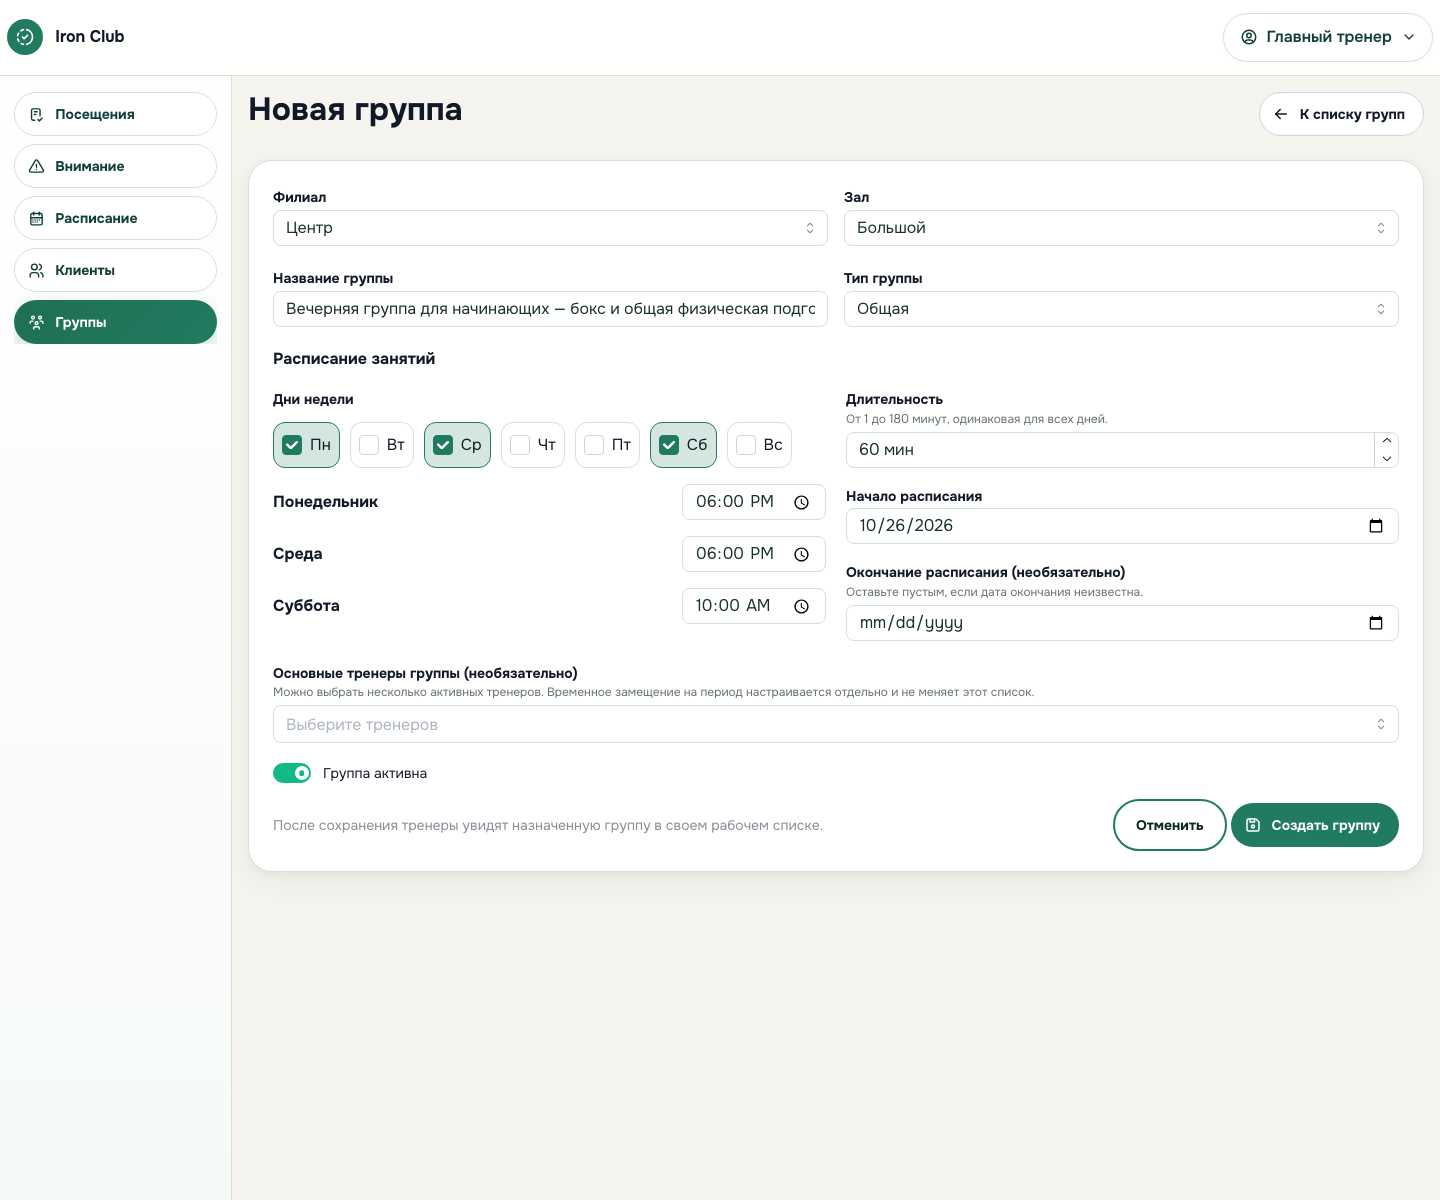 Iron Club
Главный тренер
Посещения
Внимание
Расписание
Клиенты
Группы
Новая группа
К списку групп
Филиал
Центр
Зал
Большой
Название группы
Вечерняя группа для начинающих — бокс и общая физическая подго
Тип группы
Общая
Расписание занятий
Дни недели
Пн
Вт
Ср
Чт
Пт
Сб
Вс
Понедельник
06:00 PM
Среда
06:00 PM
Суббота
10:00 AM
Длительность
От 1 до 180 минут, одинаковая для всех дней.
60 мин
Начало расписания
10/26/2026
Окончание расписания (необязательно)
Оставьте пустым, если дата окончания неизвестна.
mm/dd/yyyy
Основные тренеры группы (необязательно)
Можно выбрать несколько активных тренеров. Временное замещение на период настраивается отдельно и не меняет этот список.
Выберите тренеров
Группа активна
После сохранения тренеры увидят назначенную группу в своем рабочем списке.
Отменить
Создать группу